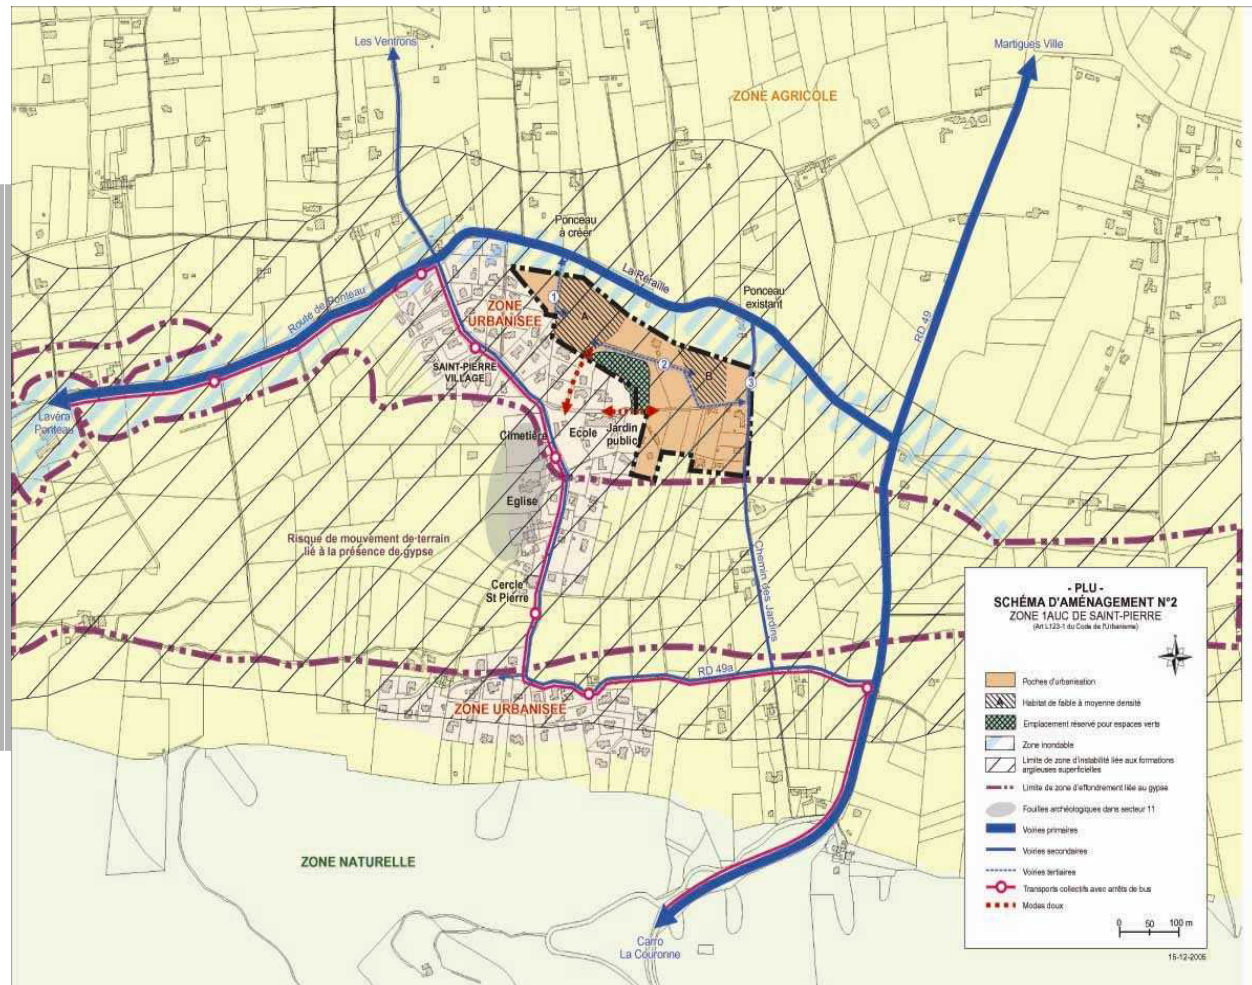 Les Ventrons
Martigues Ville
ZONE AGRICOLE
Ponceau
à créer
La Réraille
Ponceau
existant
Route de Ponteau
ZONE
URBANISEE
1
A
2
B
3
RD 49
SAINT-PIERRE
VILLAGE
Lavéra
Ponteau
Cimetière
Ecole
Jardin
public
Eglise
Risque de mouvement de terrain
lié à la présence de gypse
Cercle
St Pierre
Chemin des Jardins
RD 49a
ZONE URBANISEE
ZONE NATURELLE
Carro
La Couronne
- PLU -
SCHÉMA D'AMÉNAGEMENT N°2
ZONE 1AUC DE SAINT-PIERRE
(Art L123-1 du Code de l'Urbanisme)
Poches d'urbanisation
A
Habitat de faible à moyenne densité
Emplacement réservé pour espaces verts
Zone inondable
Limite de zone d'instabilité liée aux formations
argileuses superficielles
Limite de zone d'effondrement liée au gypse
Fouilles archéologiques dans secteur 11
Voiries primaires
Voiries secondaires
Voiries tertiaires
Transports collectifs avec arrêts de bus
Modes doux
0 50 100 m